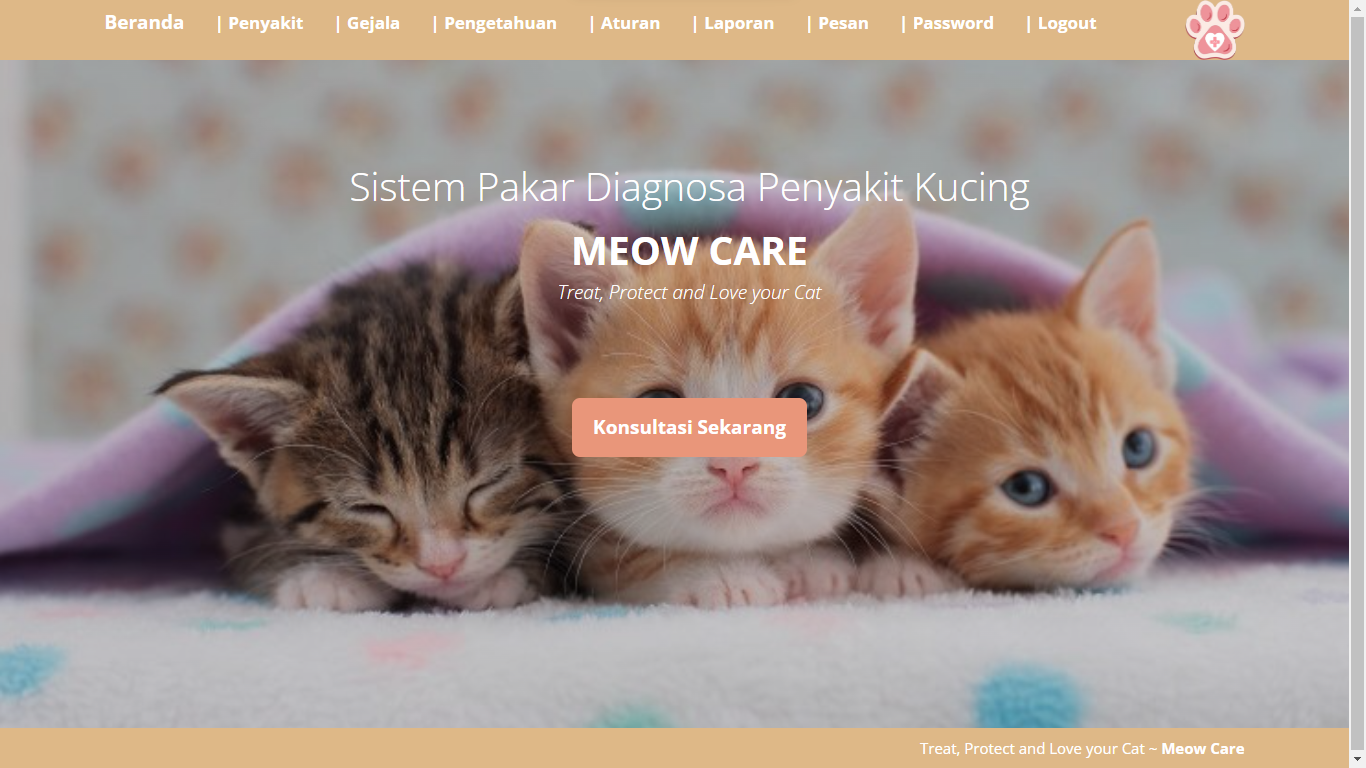 Beranda | Penyakit | Gejala | Pengetahuan | Aturan | Laporan | Pesan | Password | Logout
Sistem Pakar Diagnosa Penyakit Kucing
MEOW CARE
Treat, Protect and Love your Cat
Konsultasi Sekarang
Treat, Protect and Love your Cat ~ Meow Care